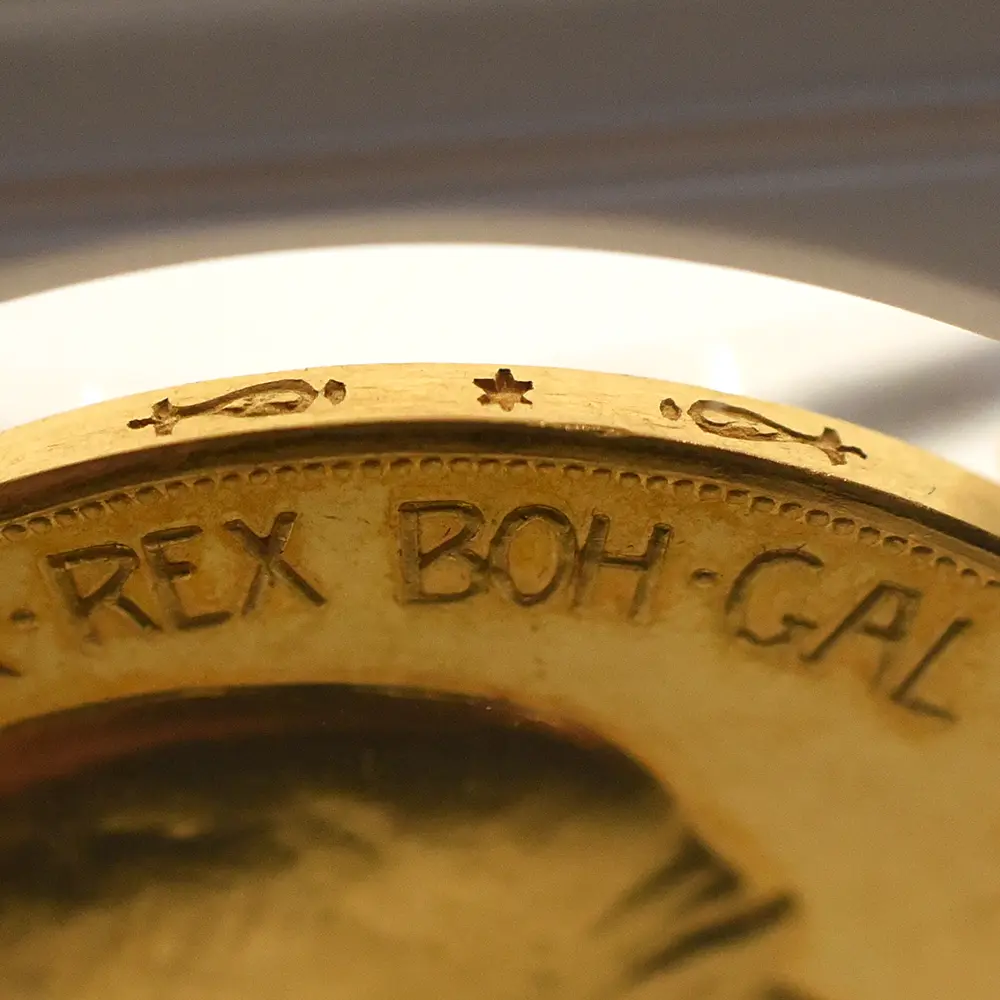 · REX BOH · GAL